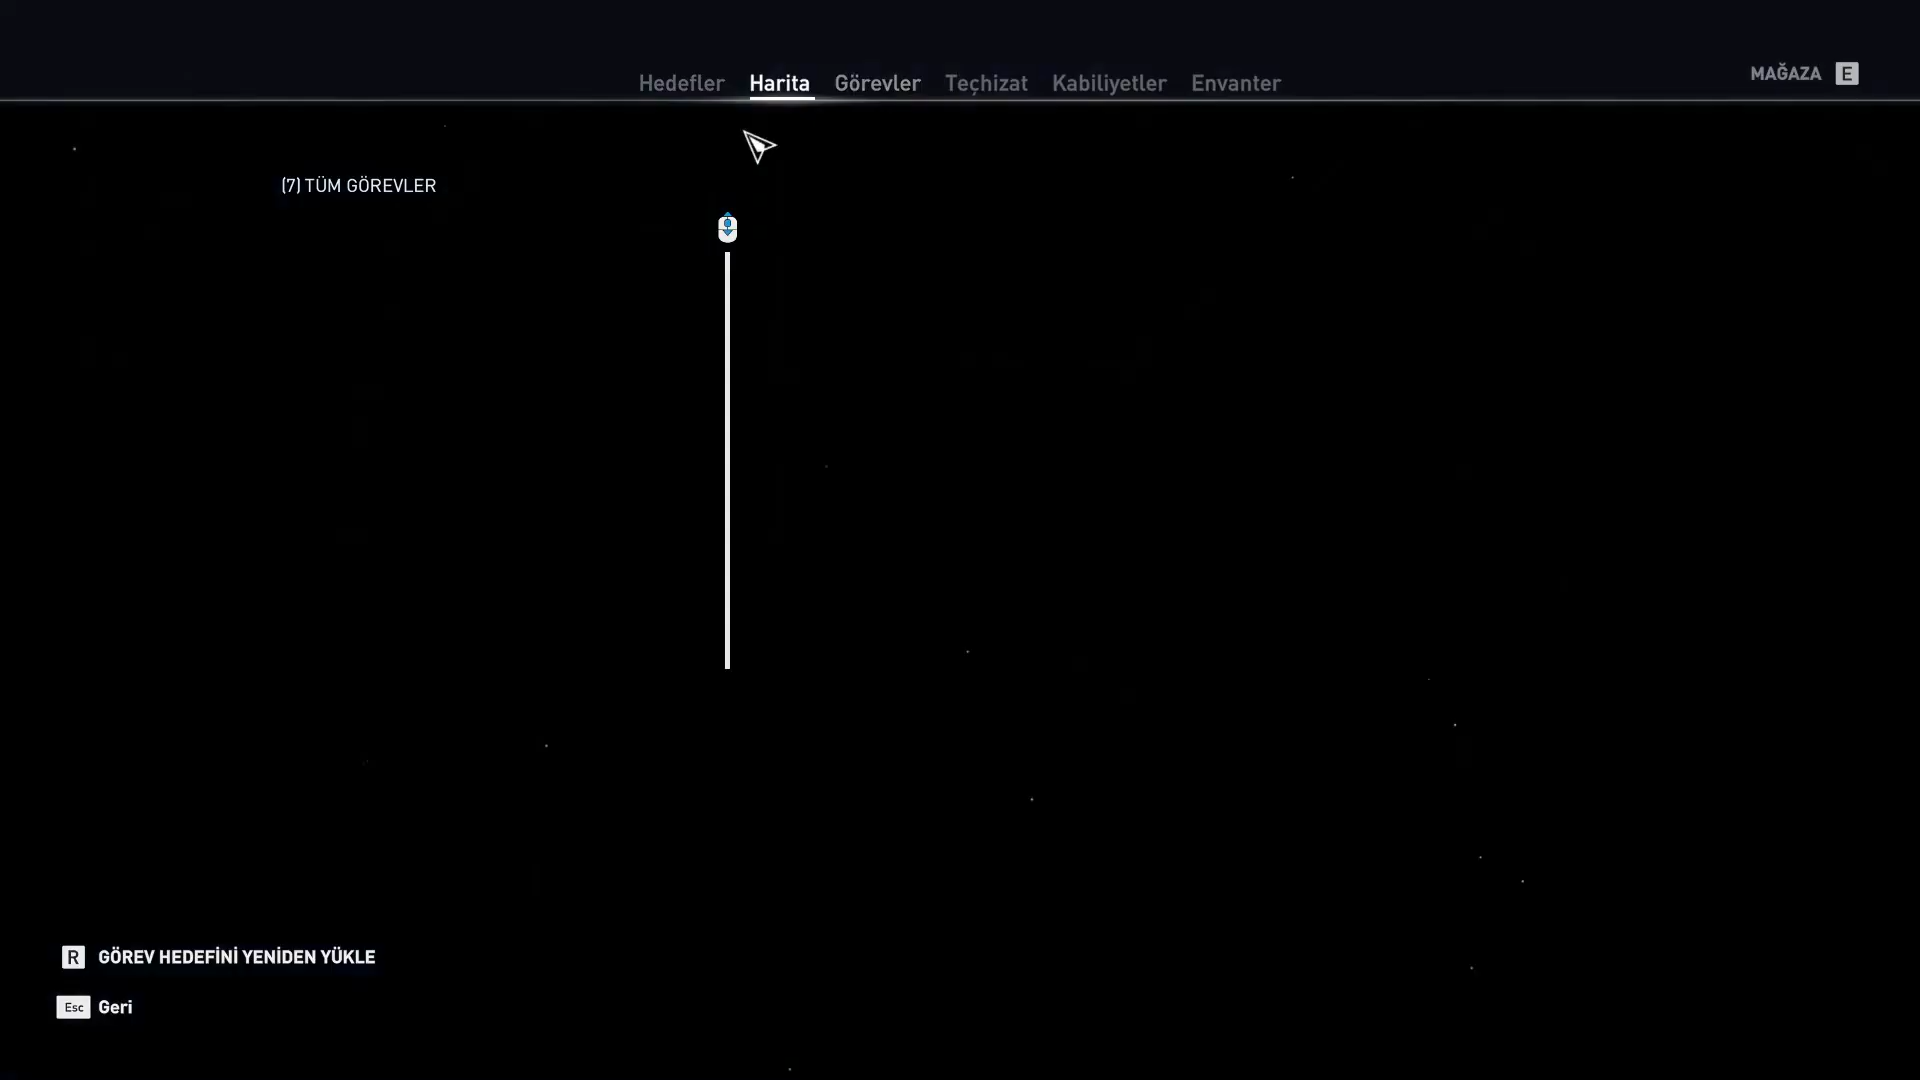 Hedefler Harita Görevler Teçhizat Kabiliyetler Envanter
MAĞAZA E
(7) TÜM GÖREVLER
R GÖREV HEDEFİNİ YENİDEN YÜKLE
Esc Geri